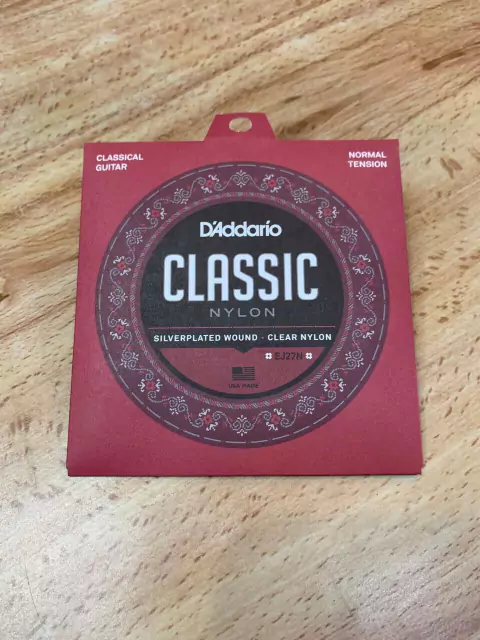 CLASSICAL
GUITAR
NORMAL
TENSION
D'Addario
CLASSIC
NYLON
SILVERPLATED WOUND - CLEAR NYLON
EJ27N
USA MADE